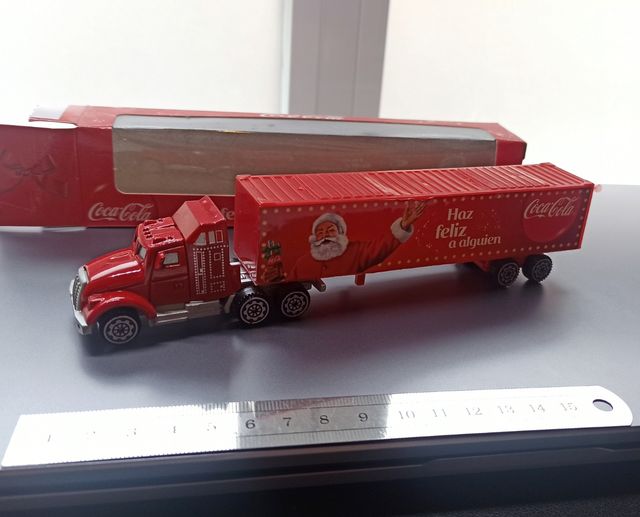 Coca-Cola
Haz
feliz
a alguien
Coca-Cola
1 2 3 4 5 6 7 8 9 10 11 12 13 14 15